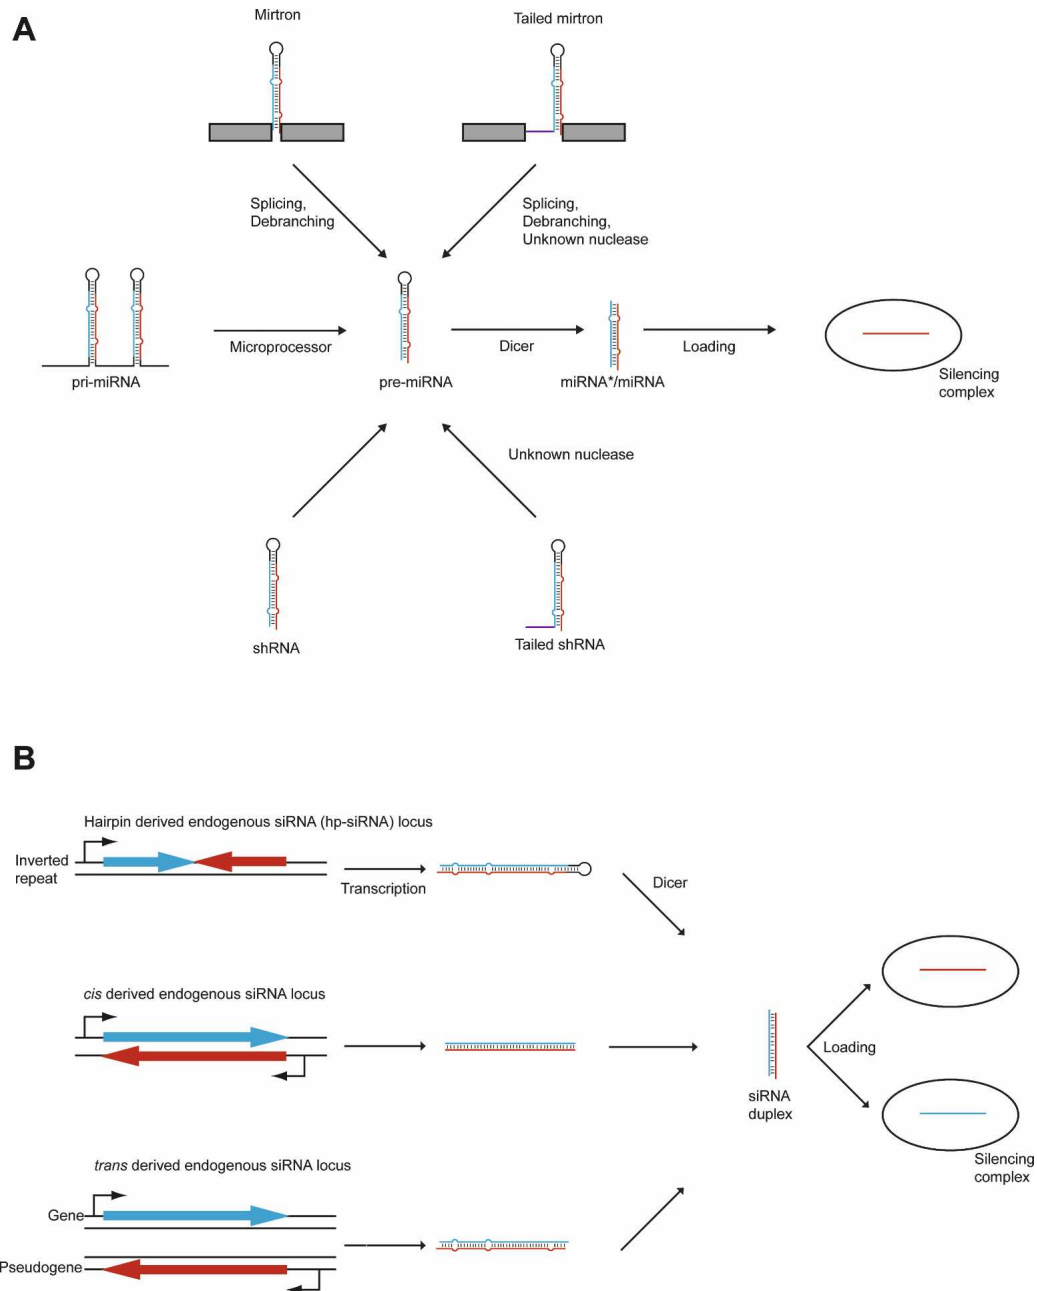 A
Mirtron
Tailed mirtron
Splicing,
Debranching
Splicing,
Debranching,
Unknown nuclease
Microprocessor
Dicer
Loading
pri-miRNA
pre-miRNA
miRNA*/miRNA
Silencing
complex
Unknown nuclease
shRNA
Tailed shRNA
B
Hairpin derived endogenous siRNA (hp-siRNA) locus
Inverted
repeat
Transcription
Dicer
cis derived endogenous siRNA locus
Loading
siRNA
duplex
Silencing
complex
trans derived endogenous siRNA locus
Gene
Pseudogene